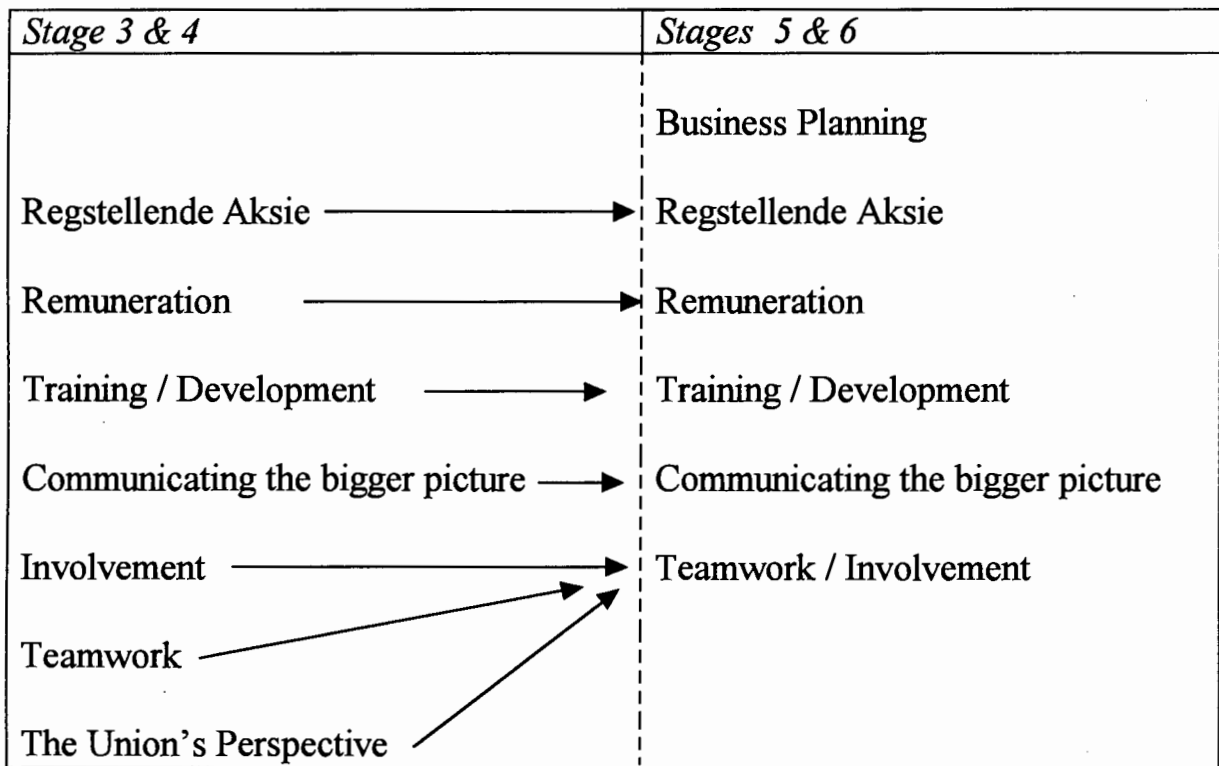 Stage 3 & 4 Stages 5 & 6
Business Planning
Regstellende Aksie Regstellende Aksie
Remuneration Remuneration
Training / Development Training / Development
Communicating the bigger picture Communicating the bigger picture
Involvement Teamwork / Involvement
Teamwork
The Union's Perspective